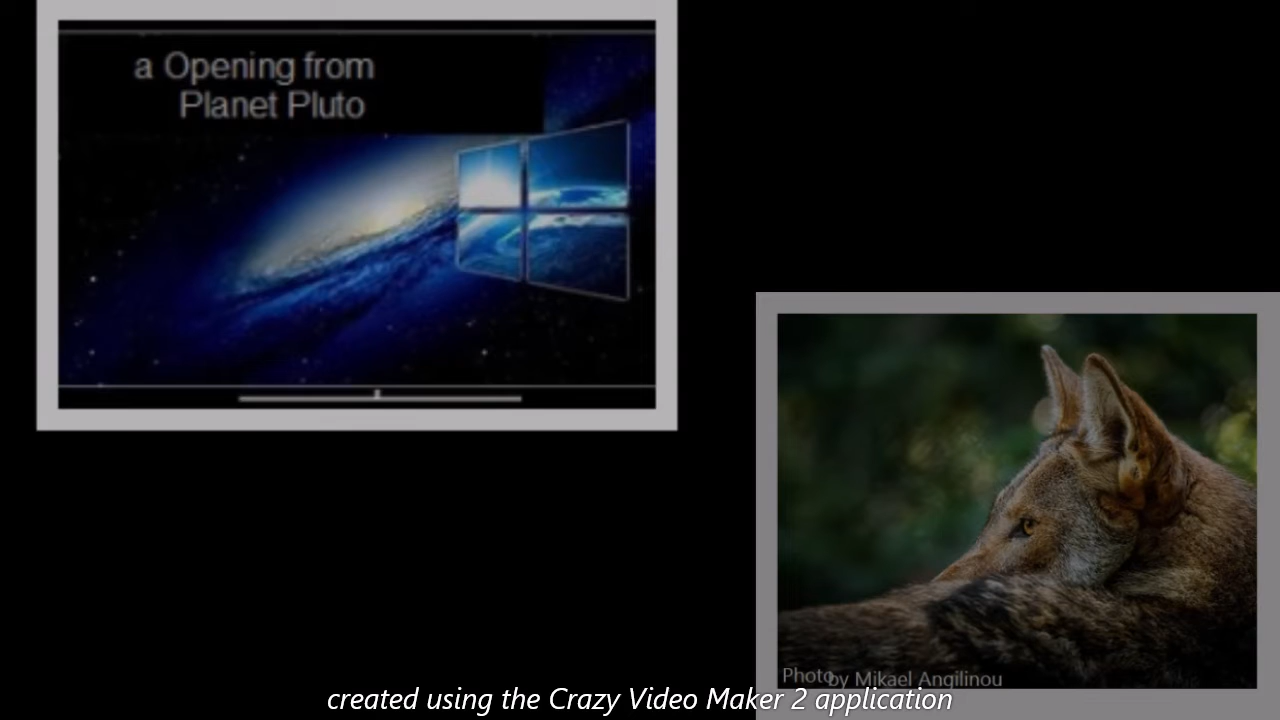 a Opening from
Planet Pluto
Photo by Mikael Angilinou
created using the Crazy Video Maker 2 application